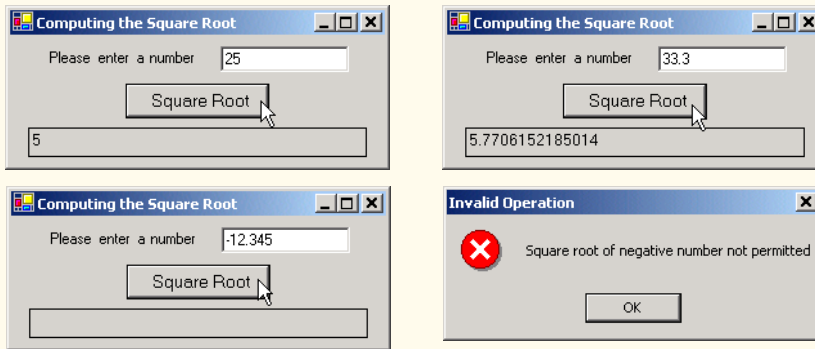 Computing the Square Root
Please enter a number 25
Square Root
5
Computing the Square Root
Please enter a number 33.3
Square Root
5.7706152185014
Computing the Square Root
Please enter a number -12.345
Square Root
Invalid Operation
Square root of negative number not permitted
OK